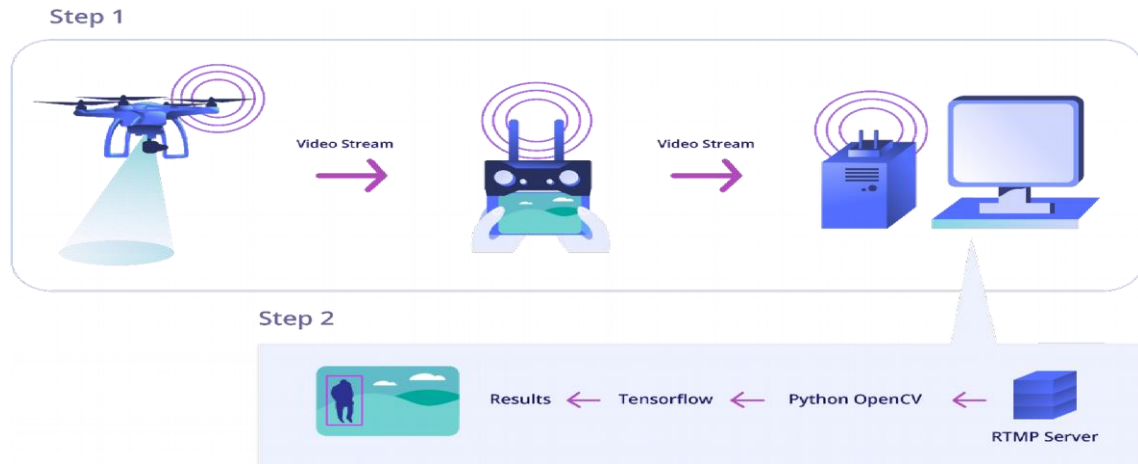 Step 1
Video Stream
Video Stream
Step 2
Results
Tensorflow
Python OpenCV
RTMP Server